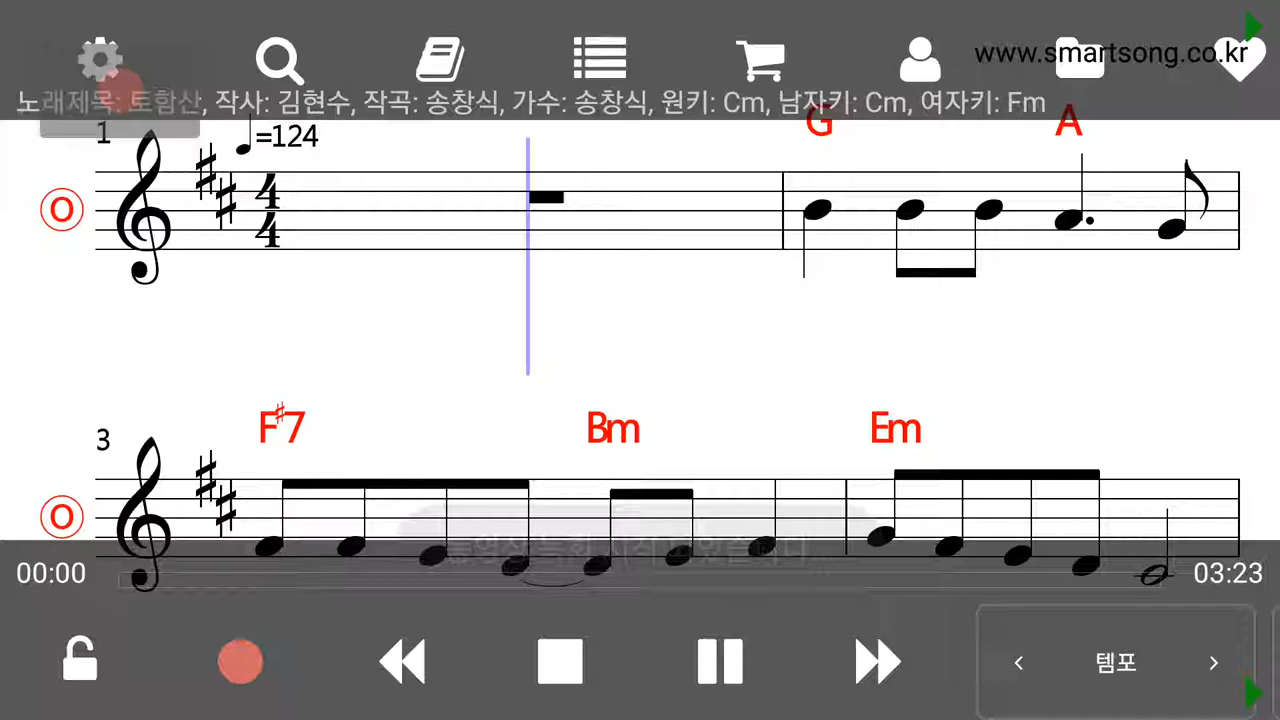 www.smartsong.co.kr
노래제목: 토함산, 작사: 김현수, 작곡: 송창식, 가수: 송창식, 원키: Cm, 남자키: Cm, 여자키: Fm
1 =124 G A
O 4 4
3 F♯7 Bm Em
O
00:00 03:23
템포